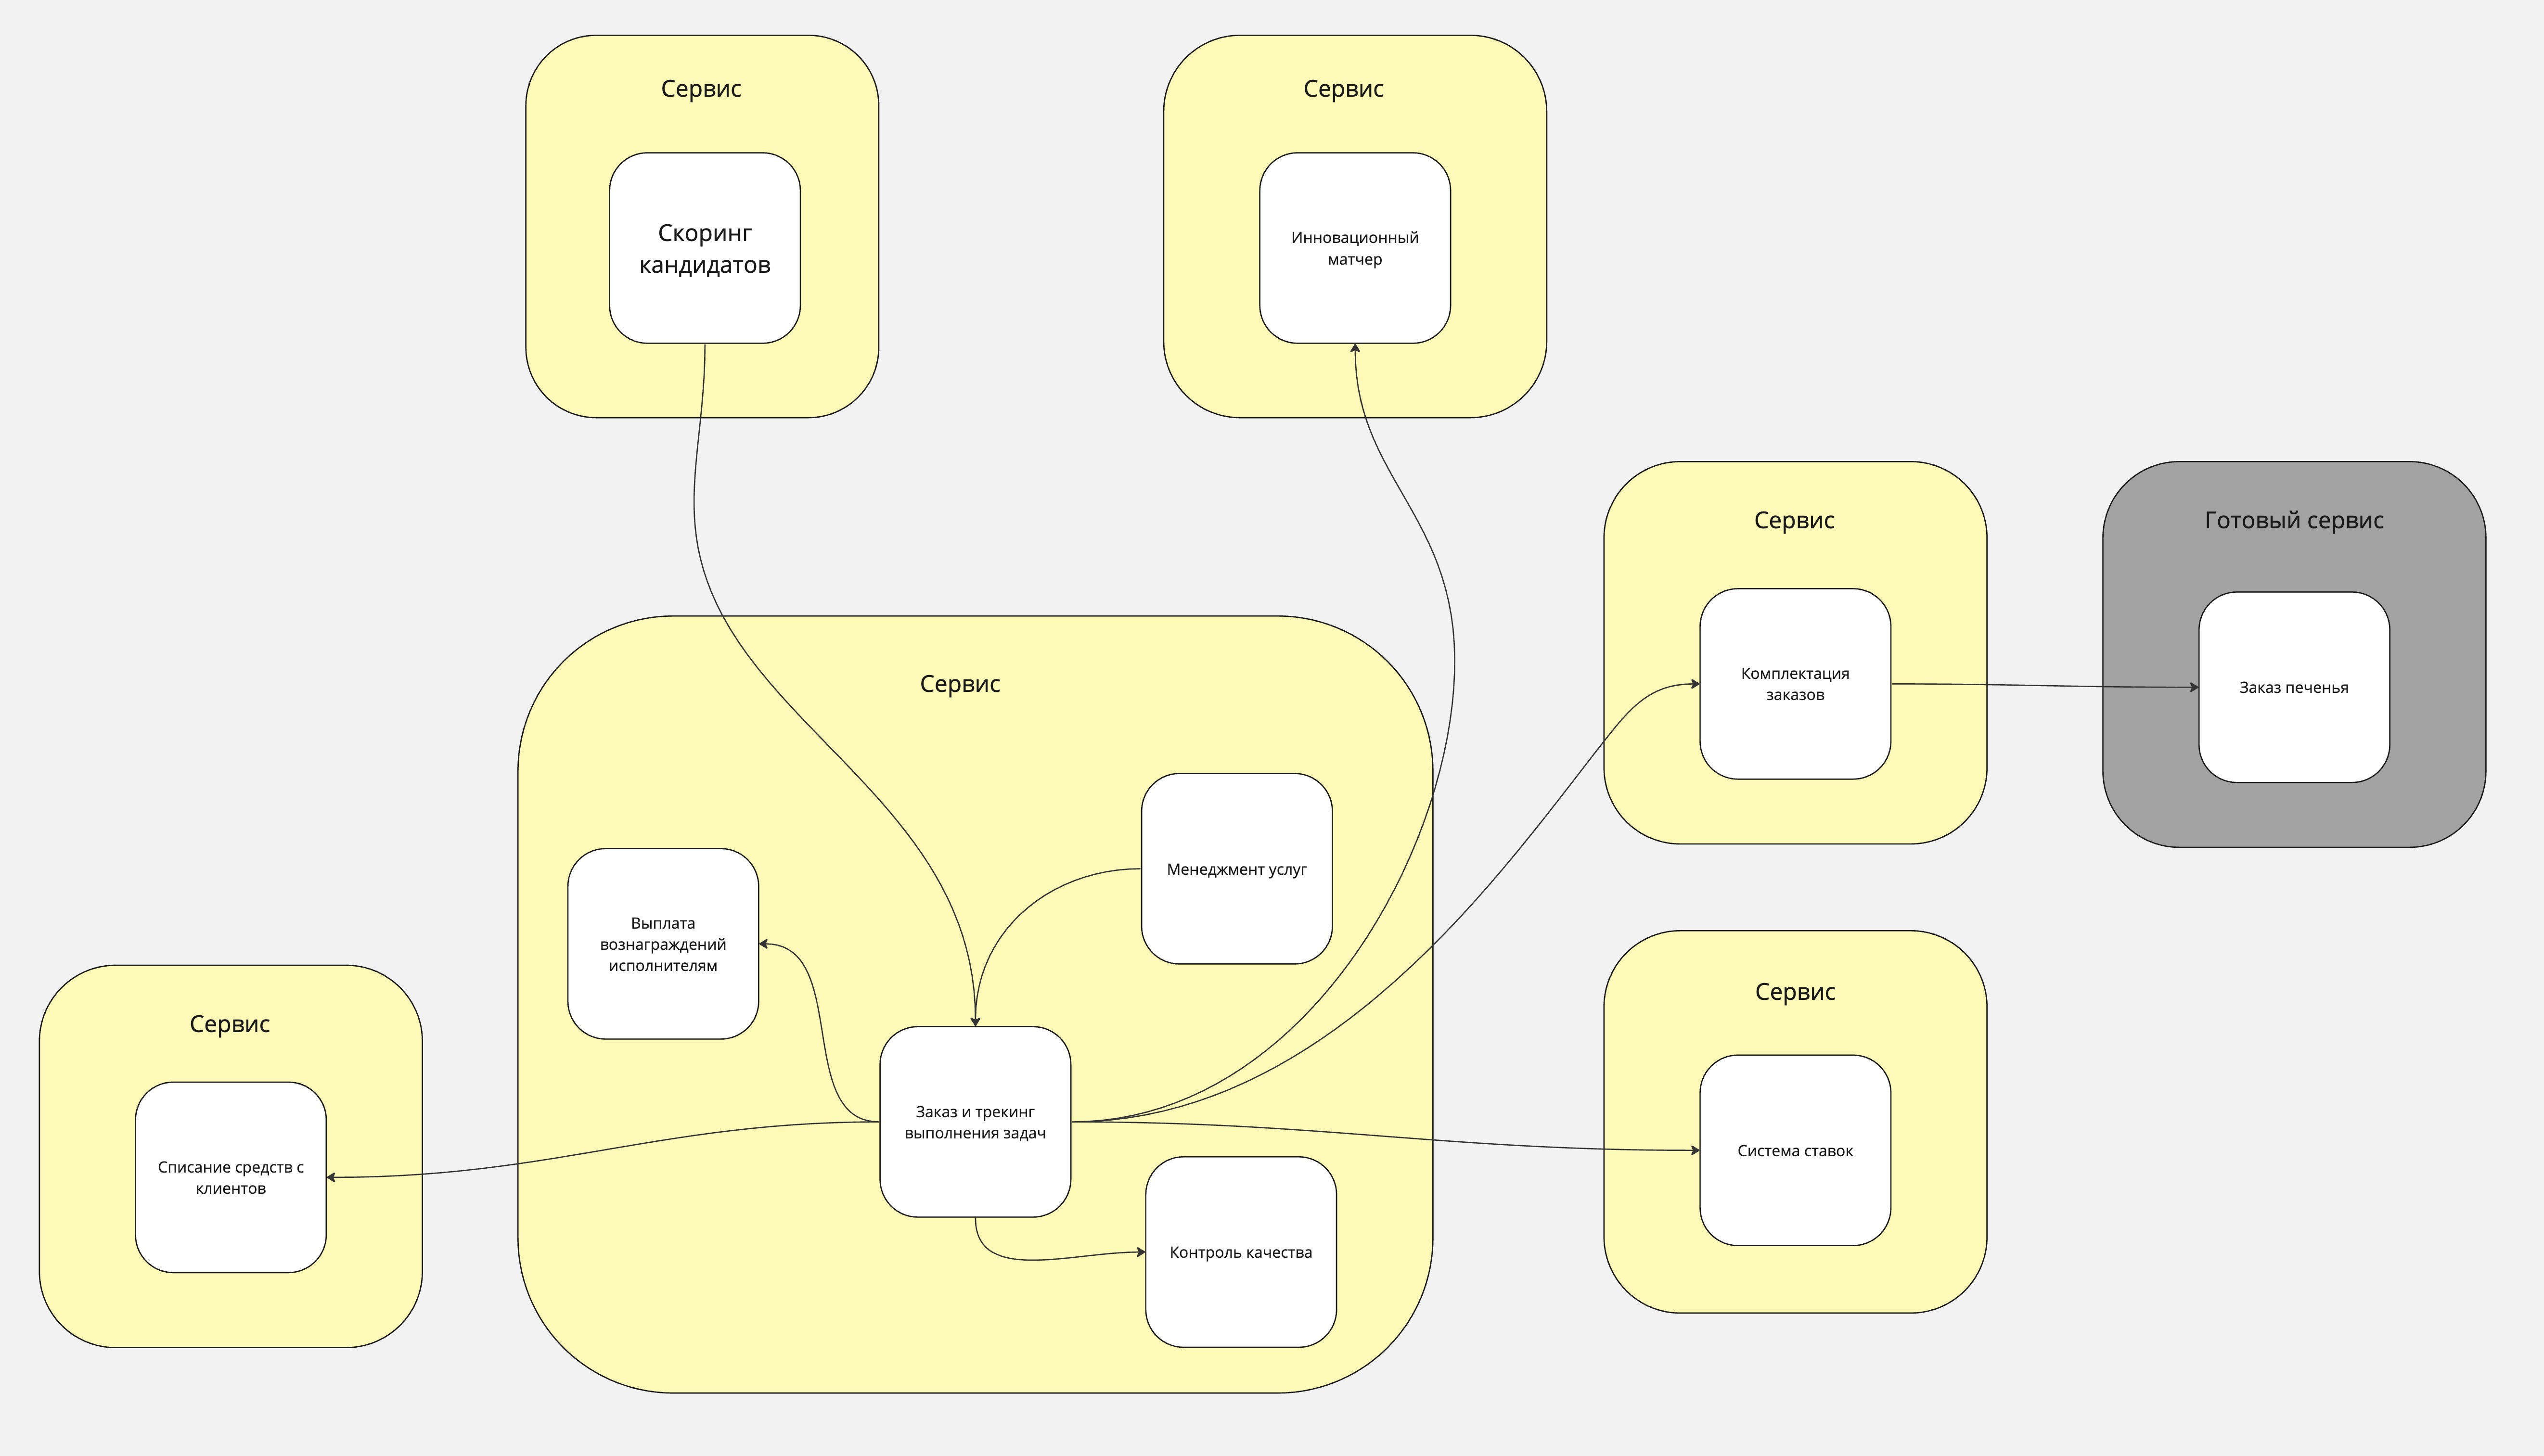 Сервис
Скоринг
кандидатов
Сервис
Инновационный
матчер
Сервис
Комплектация
заказов
Готовый сервис
Заказ печенья
Сервис
Менеджмент услуг
Выплата
вознаграждений
исполнителям
Заказ и трекинг
выполнения задач
Контроль качества
Сервис
Списание средств с
клиентов
Сервис
Система ставок